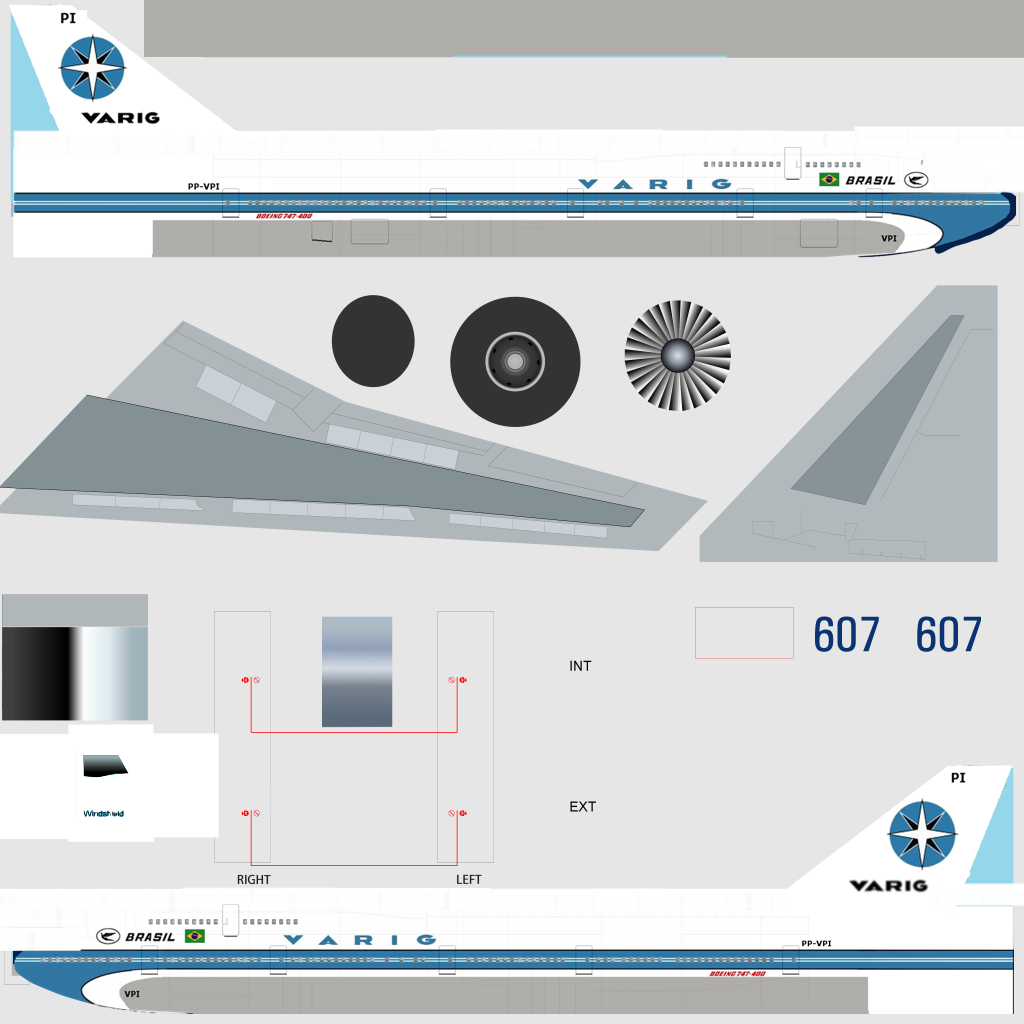 PI
VARIG
PP-VPI
VARIG
BRASIL
BOEING 747-400
VPI
607 607
INT
Windshield
EXT
RIGHT LEFT
PI
VARIG
BRASIL
VARIG
PP-VPI
BOEING 747-400
VPI